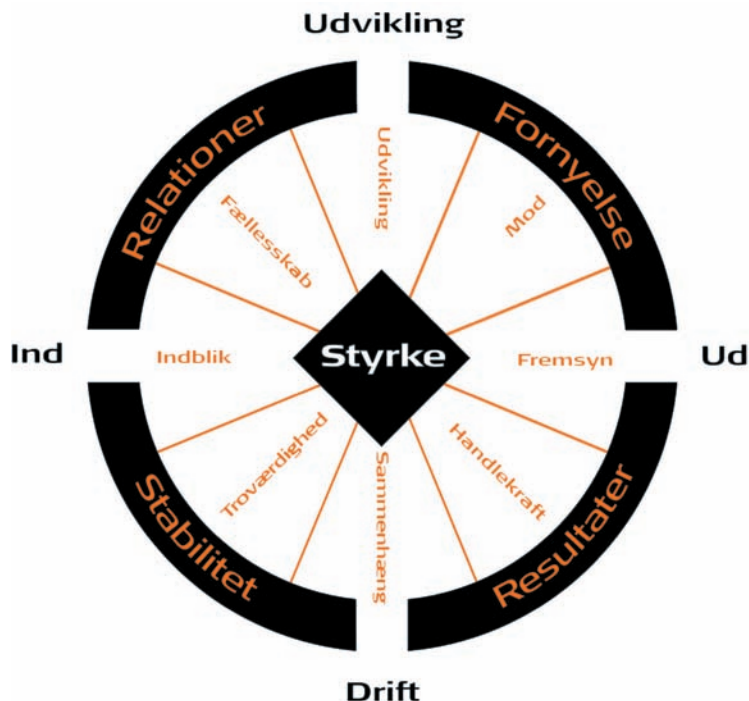 Udvikling
Relationer
Fornyelse
Udvikling
Fællesskab
Mod
Ind
Indblik
Styrke
Fremsyn
Ud
Troværdighed
Sammenhæng
Handlekraft
Stabilitet
Resultater
Drift